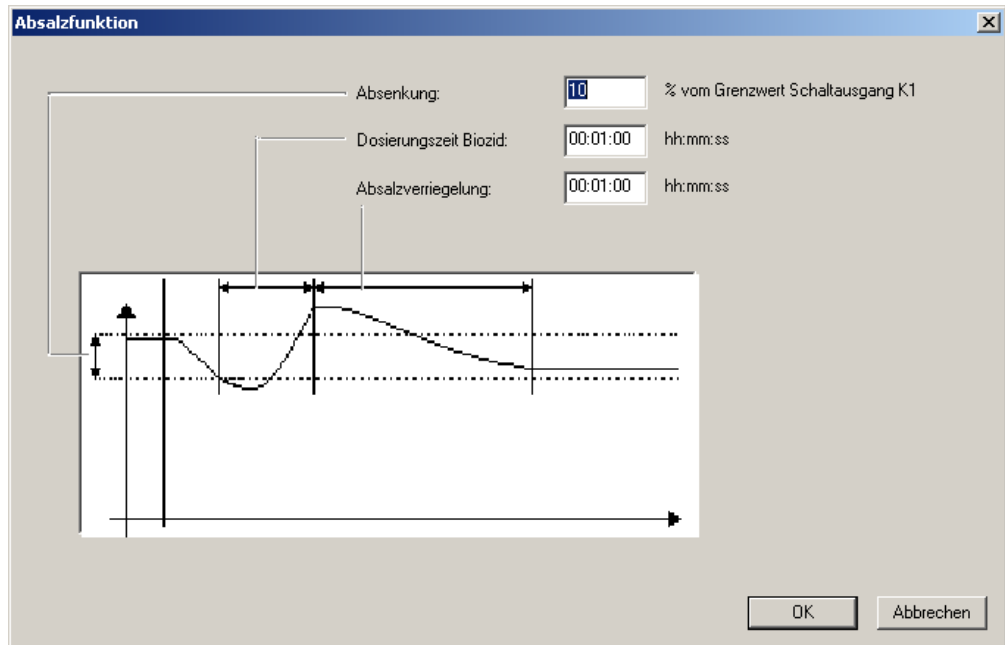 Absalzfunktion
Absenkung: 10 % vom Grenzwert Schaltausgang K1
Dosierungszeit Biozid: 00:01:00 hh:mm:ss
Absalzverriegelung: 00:01:00 hh:mm:ss
OK Abbrechen